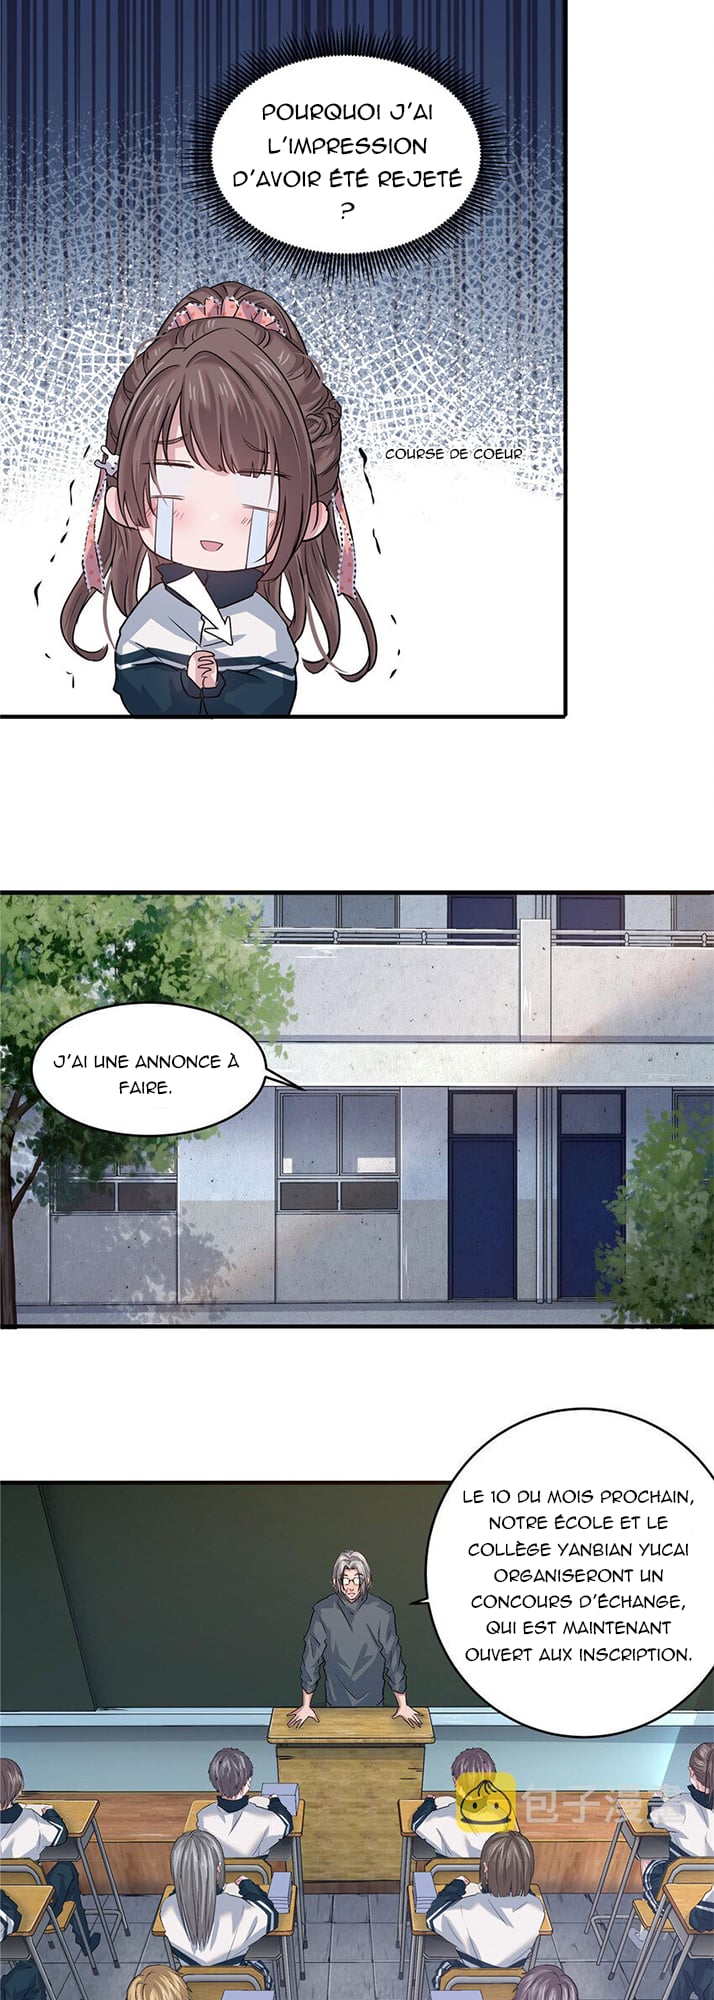 POURQUOI J'AI
L'IMPRESSION
D'AVOIR ÉTÉ REJETÉ
?
COURSE DE COEUR
J'AI UNE ANNONCE À
FAIRE.
LE 10 DU MOIS PROCHAIN,
NOTRE ÉCOLE ET LE
COLLÈGE YANBIAN YUCAI
ORGANISERONT UN
CONCOURS D'ÉCHANGE,
QUI EST MAINTENANT
OUVERT AUX INSCRIPTION.
包子漫畫